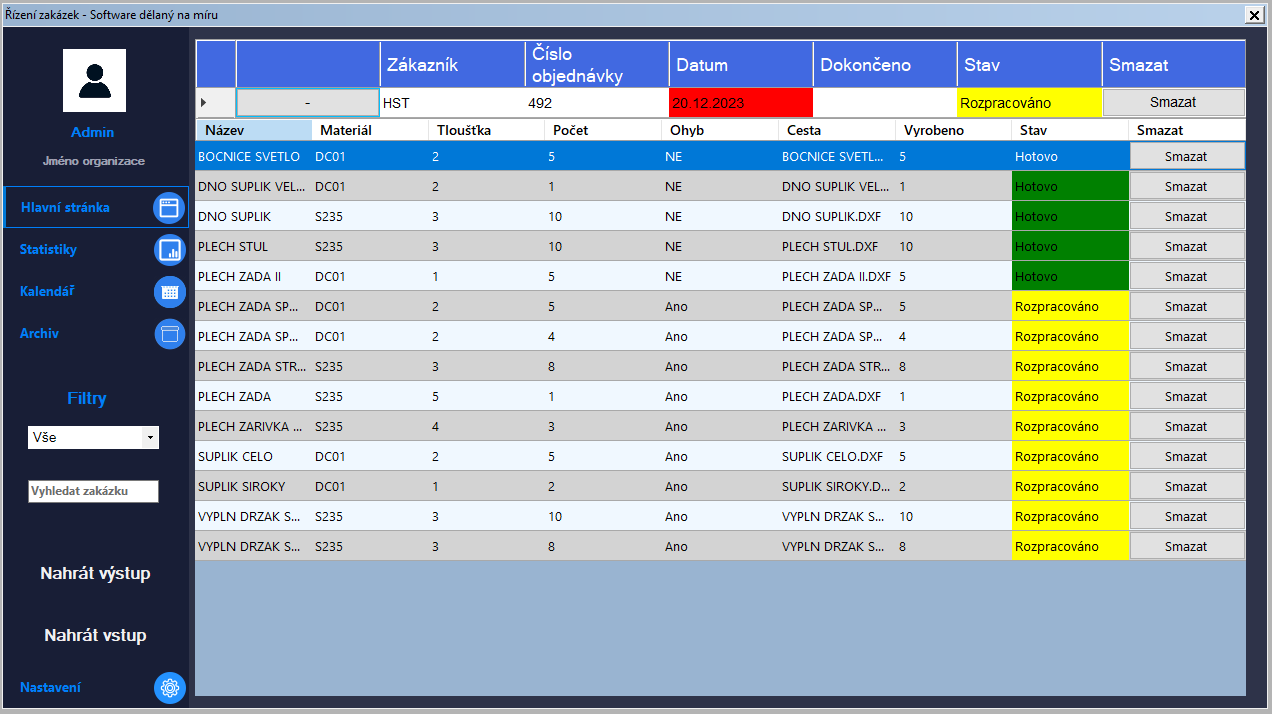 Řízení zakázek - Software dělaný na míru
Admin
Jméno organizace
Hlavní stránka
Statistiky
Kalendář
Archiv
Filtry
Vše
Vyhledat zakázku
Nahrát výstup
Nahrát vstup
Nastavení
Zákazník Číslo objednávky Datum Dokončeno Stav Smazat
- HST 492 20.12.2023 Rozpracováno Smazat
Název Materiál Tloušťka Počet Ohyb Cesta Vyrobeno Stav Smazat
BOCNICE SVETLO DC01 2 5 NE BOCNICE SVETL... 5 Hotovo Smazat
DNO SUPLIK VEL... DC01 2 1 NE DNO SUPLIK VEL... 1 Hotovo Smazat
DNO SUPLIK S235 3 10 NE DNO SUPLIK.DXF 10 Hotovo Smazat
PLECH STUL S235 3 10 NE PLECH STUL.DXF 10 Hotovo Smazat
PLECH ZADA II DC01 1 5 NE PLECH ZADA II.DXF 5 Hotovo Smazat
PLECH ZADA SP... DC01 2 5 Ano PLECH ZADA SP... 5 Rozpracováno Smazat
PLECH ZADA SP... DC01 2 4 Ano PLECH ZADA SP... 4 Rozpracováno Smazat
PLECH ZADA STR... S235 3 8 Ano PLECH ZADA STR... 8 Rozpracováno Smazat
PLECH ZADA S235 5 1 Ano PLECH ZADA.DXF 1 Rozpracováno Smazat
PLECH ZARIVKA ... S235 4 3 Ano PLECH ZARIVKA ... 3 Rozpracováno Smazat
SUPLIK CELO DC01 2 5 Ano SUPLIK CELO.DXF 5 Rozpracováno Smazat
SUPLIK SIROKY DC01 1 2 Ano SUPLIK SIROKY.D... 2 Rozpracováno Smazat
VYPLN DRZAK S... S235 3 10 Ano VYPLN DRZAK S... 10 Rozpracováno Smazat
VYPLN DRZAK S... S235 3 8 Ano VYPLN DRZAK S... 8 Rozpracováno Smazat